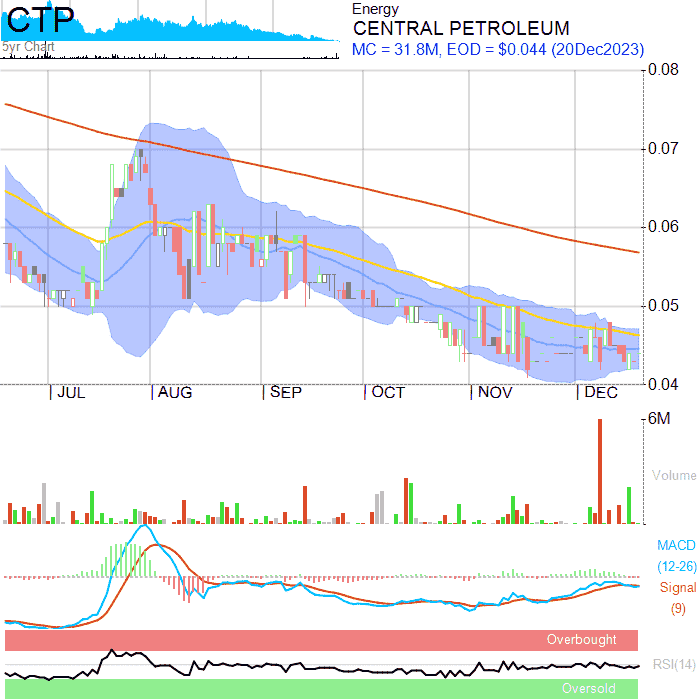 CTP
5yr Chart
Energy
CENTRAL PETROLEUM
MC = 31.8M, EOD = $0.044 (20Dec2023)
0.08
0.07
0.06
0.05
0.04
JUL AUG SEP OCT NOV DEC
6M
Volume
MACD
(12-26)
Signal
(9)
Overbought
RSI(14)
Oversold